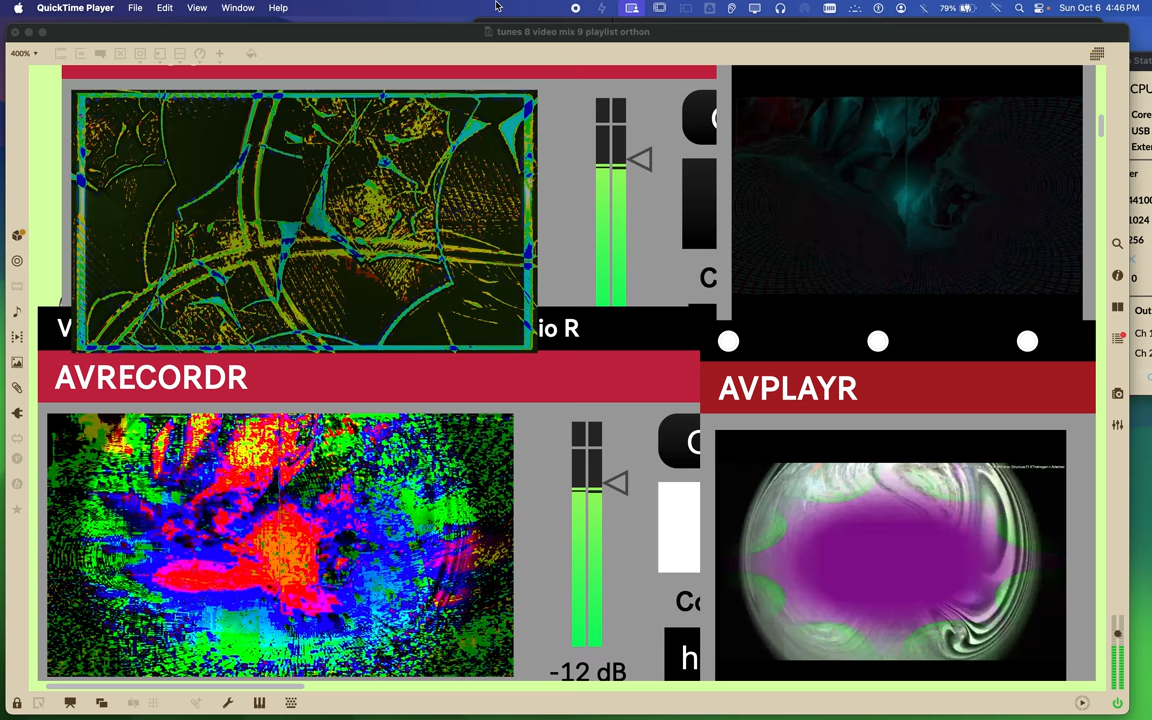 QuickTime Player File Edit View Window Help 79% Sun Oct 6 4:46 PM
tunes 8 video mix 9 playlist orthon
400%
Stat
CPU
Core
USB
Exter
er
44100
1024
256
0
Out
Ch 1
Ch 2
C
V io R
AVRECORDR
AVPLAYR
C
Co
-12 dB
h